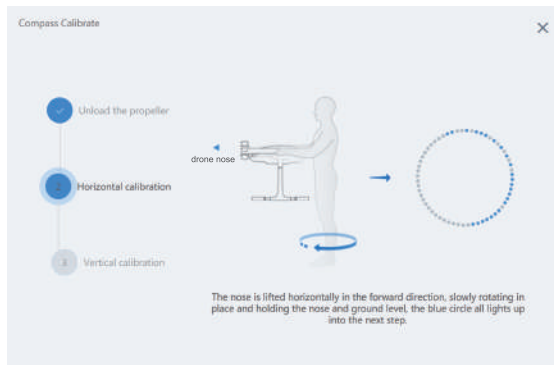 Compass Calibrate
Unload the propeller
drone nose
2
Horizontal calibration
3
Vertical calibration
The nose is lifted horizontally in the forward direction, slowly rotating in
place and holding the nose and ground level, the blue circle all lights up
into the next step.